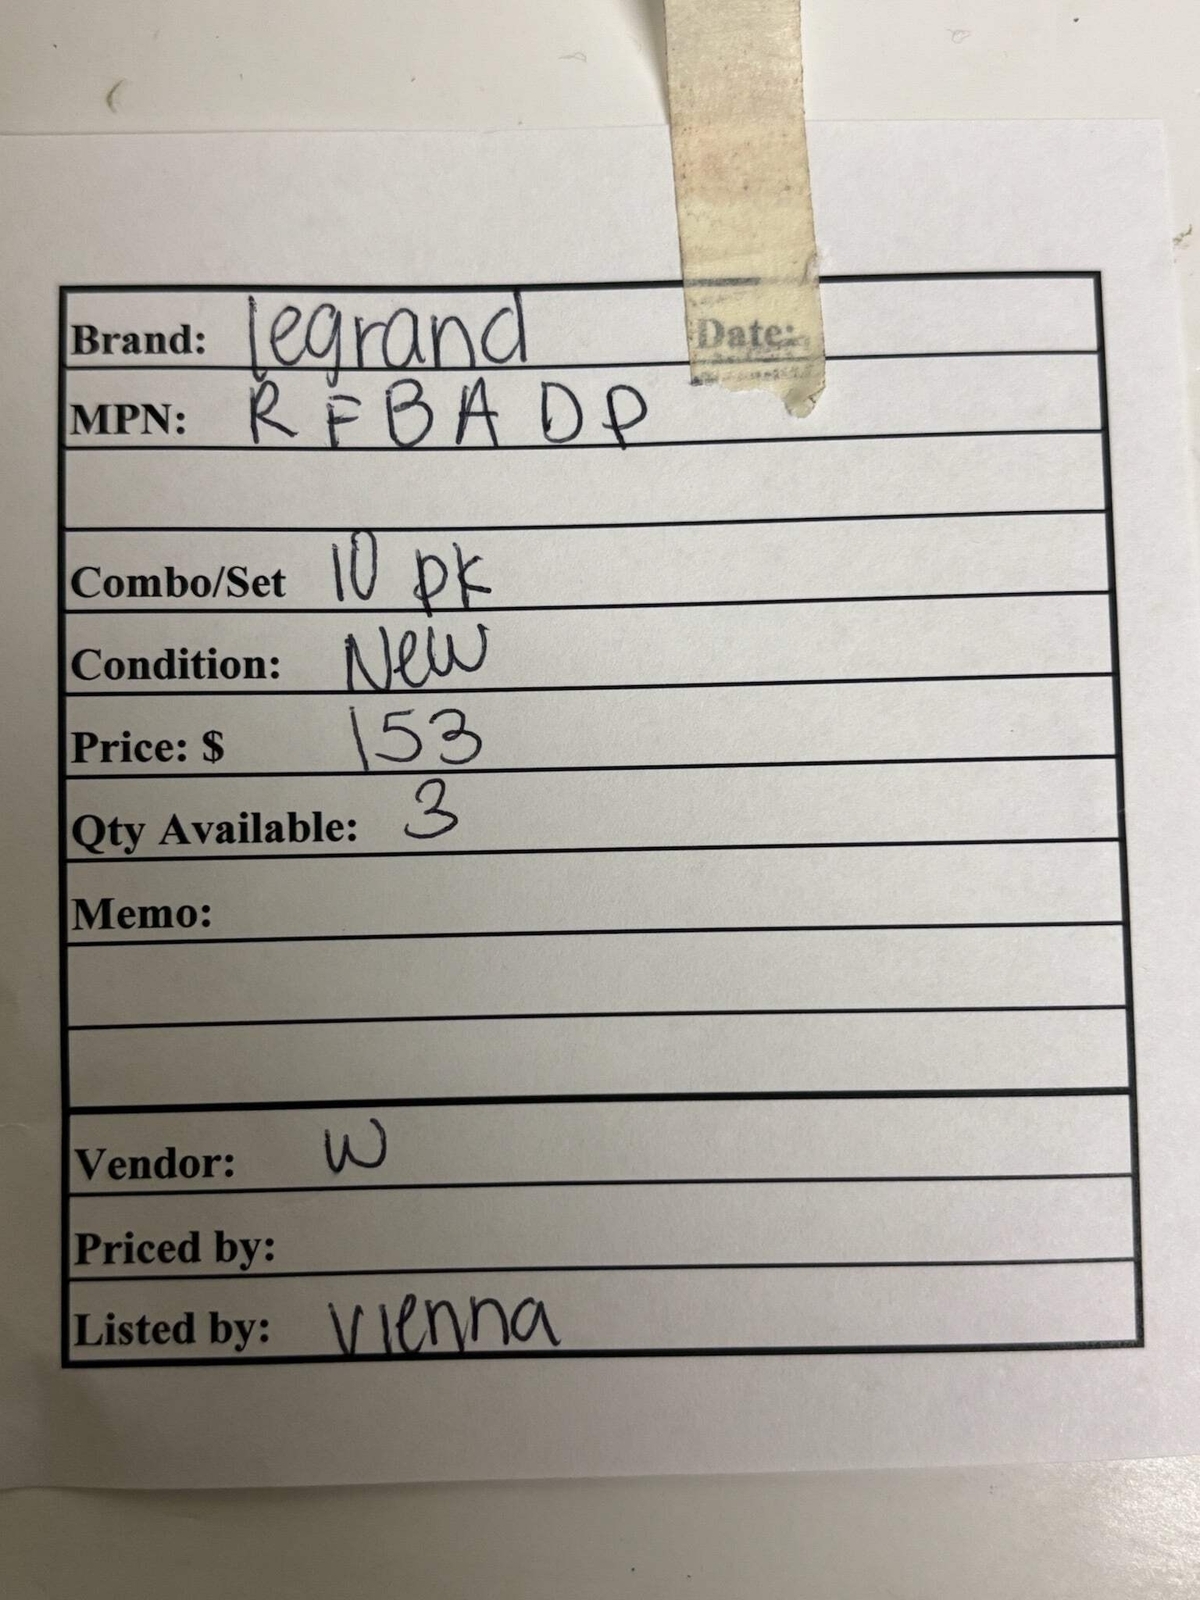 Brand: legrand Date:
MPN: R F B A D P
Combo/Set 10 pk
Condition: New
Price: $ 153
Qty Available: 3
Memo:
Vendor: W
Priced by:
Listed by: vienna